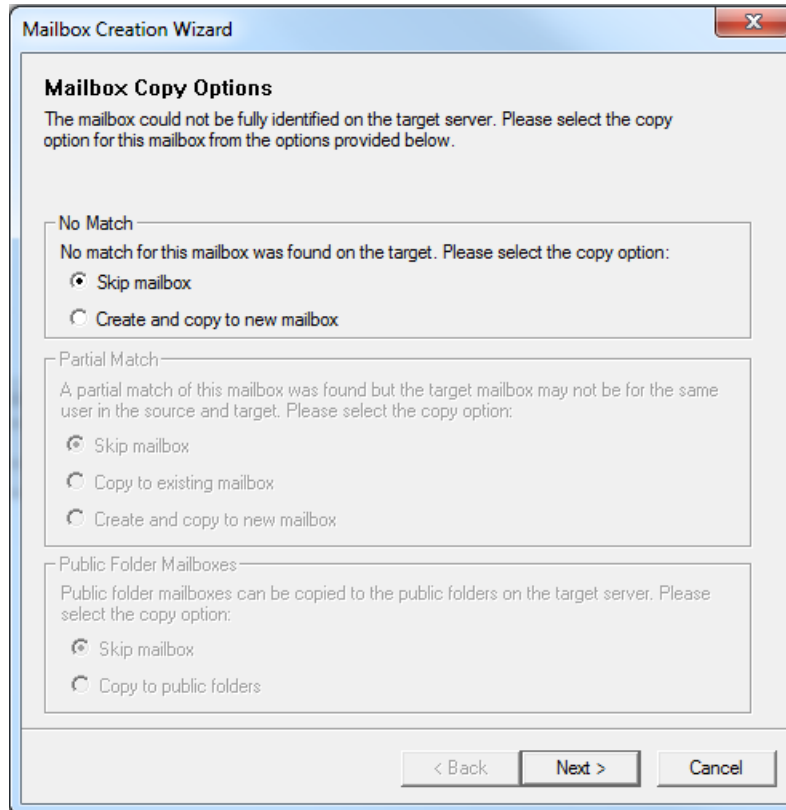 Mailbox Creation Wizard
Mailbox Copy Options
The mailbox could not be fully identified on the target server. Please select the copy
option for this mailbox from the options provided below.
No Match
No match for this mailbox was found on the target. Please select the copy option:
Skip mailbox
Create and copy to new mailbox
Partial Match
A partial match of this mailbox was found but the target mailbox may not be for the same
user in the source and target. Please select the copy option:
Skip mailbox
Copy to existing mailbox
Create and copy to new mailbox
Public Folder Mailboxes
Public folder mailboxes can be copied to the public folders on the target server. Please
select the copy option:
Skip mailbox
Copy to public folders
< Back Next > Cancel